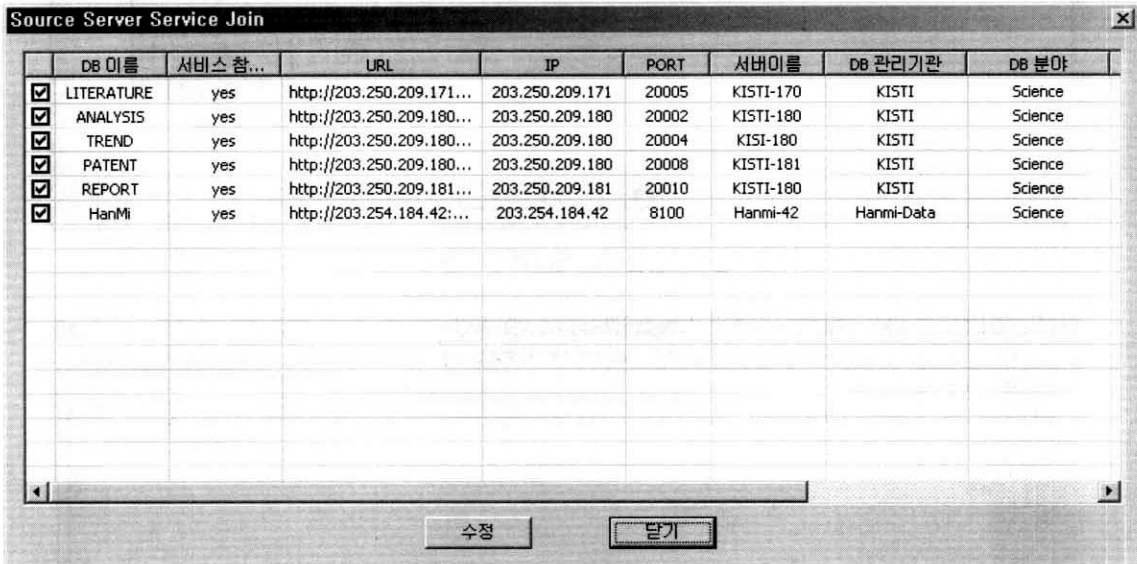 Source Server Service Join
DB 이름 서비스 참... URL IP PORT 서버이름 DB 관리기관 DB 분야
LITERATURE yes http://203.250.209.171... 203.250.209.171 20005 KISTI-170 KISTI Science
ANALYSIS yes http://203.250.209.180... 203.250.209.180 20002 KISTI-180 KISTI Science
TREND yes http://203.250.209.180... 203.250.209.180 20004 KISI-180 KISTI Science
PATENT yes http://203.250.209.180... 203.250.209.180 20008 KISTI-181 KISTI Science
REPORT yes http://203.250.209.181... 203.250.209.181 20010 KISTI-180 KISTI Science
HanMi yes http://203.254.184.42:... 203.254.184.42 8100 Hanmi-42 Hanmi-Data Science
수정 닫기